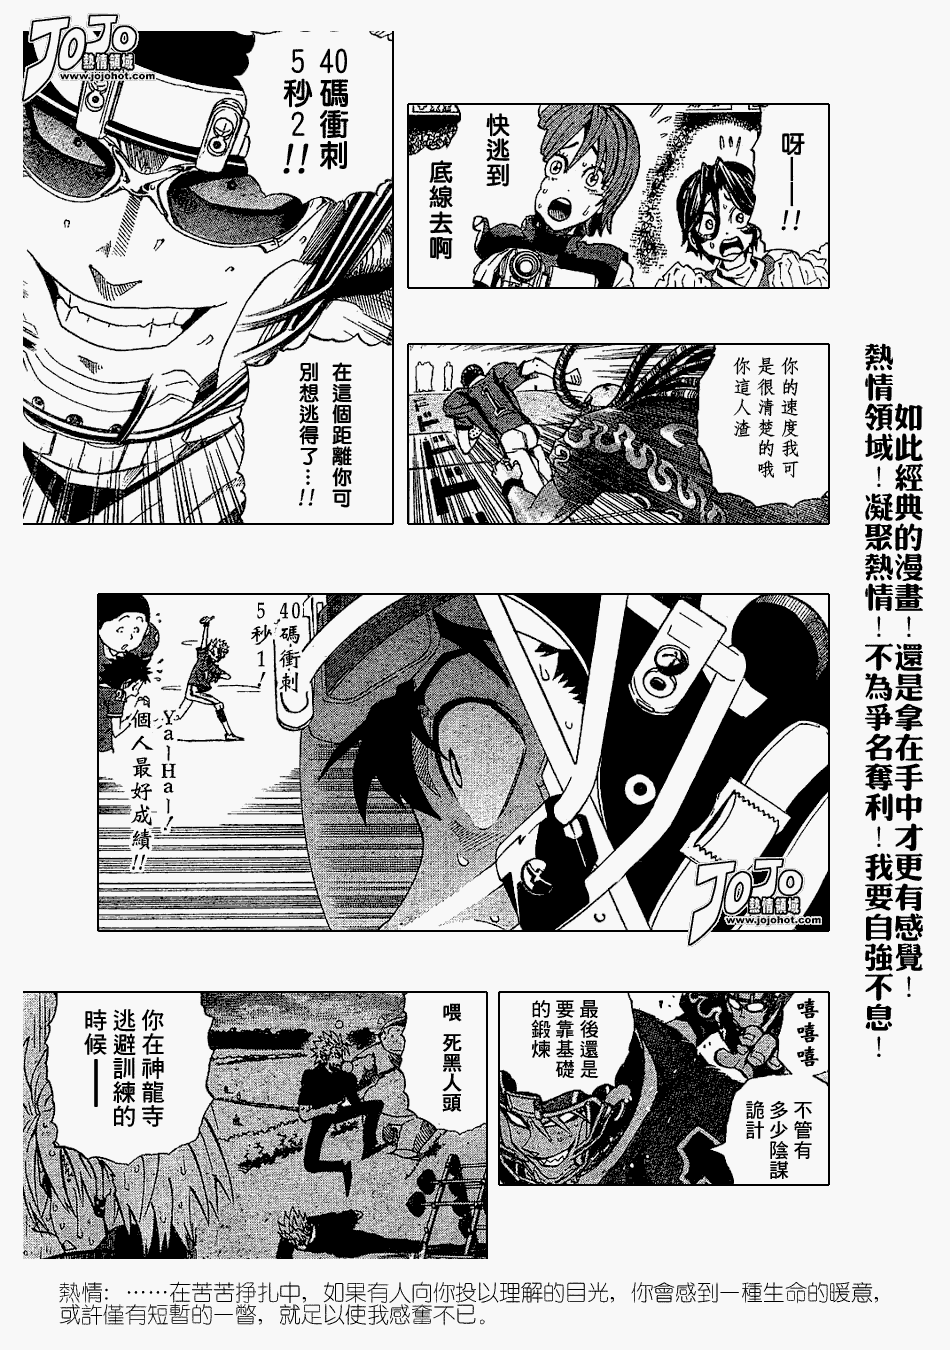 JOJO
熱情領域
www.jojohot.com
呀——!!
快逃到
底線去啊
40碼衝刺
5秒2!!
在這個距離你可
別想逃得了…!!
你的速度我可
是很清楚的哦
你這人渣
40碼衝刺
5秒1!
Ya—Ha—!
個人最好成績!!
JOJO
熱情領域
www.jojohot.com
嘻嘻嘻
不管有
多少陰謀
詭計
最後還是
要靠基礎
的鍛煉
喂 死黑人頭
你在神龍寺
逃避訓練的
時候——
如此經典的漫畫!還是拿在手中才更有感覺!
熱情領域!凝聚熱情!不為爭名奪利!我要自強不息!
熱情:……在苦苦掙扎中,如果有人向你投以理解的目光,你會感到一種生命的暖意,
或許僅有短暫的一瞥,就足以使我感奮不已。